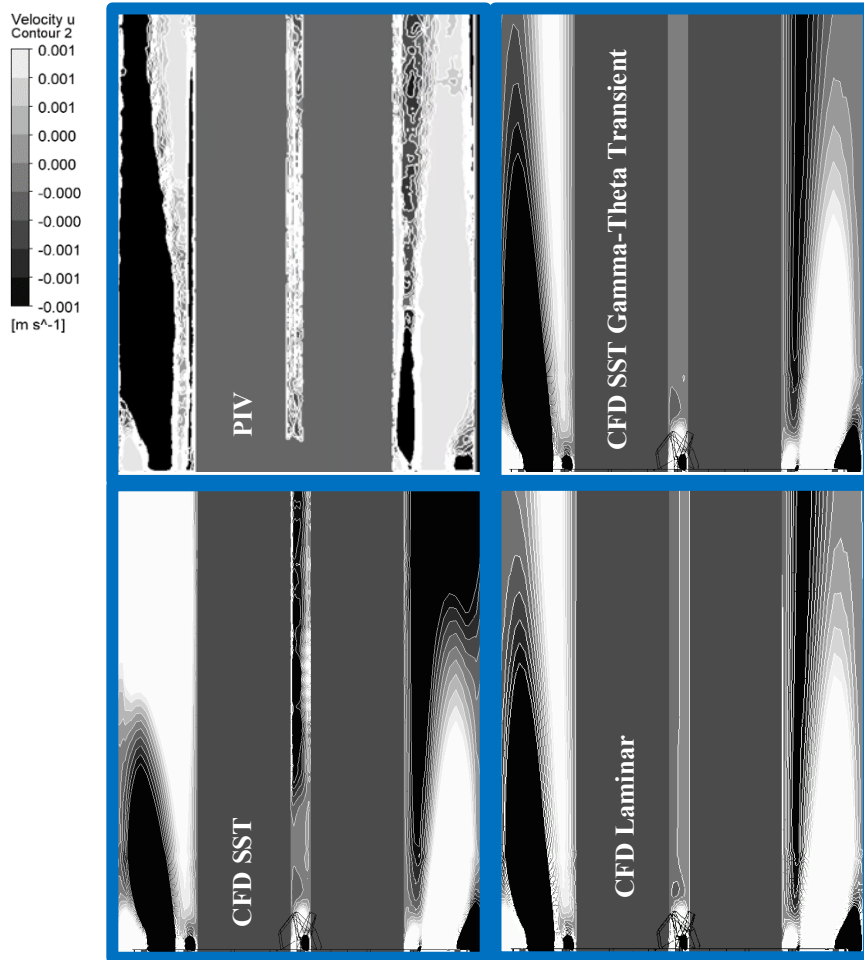 Velocity u
Contour 2
0.001
0.001
0.001
0.000
0.000
-0.000
-0.000
-0.001
-0.001
-0.001
[m s^-1]
PIV
CFD SST Gamma-Theta Transient
CFD SST
CFD Laminar